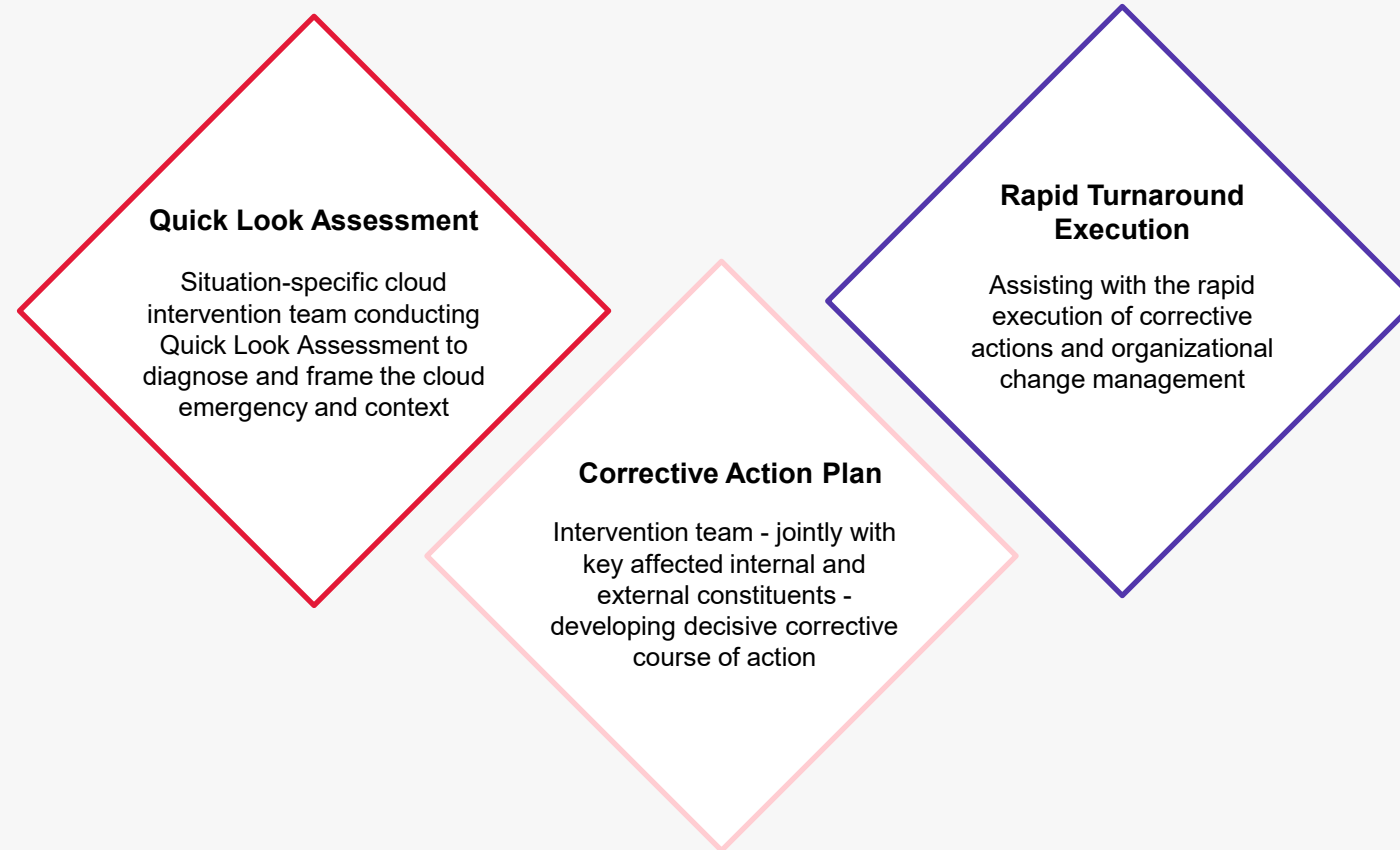 Quick Look Assessment
Situation-specific cloud
intervention team conducting
Quick Look Assessment to
diagnose and frame the cloud
emergency and context
Corrective Action Plan
Intervention team - jointly with
key affected internal and
external constituents -
developing decisive corrective
course of action
Rapid Turnaround
Execution
Assisting with the rapid
execution of corrective
actions and organizational
change management